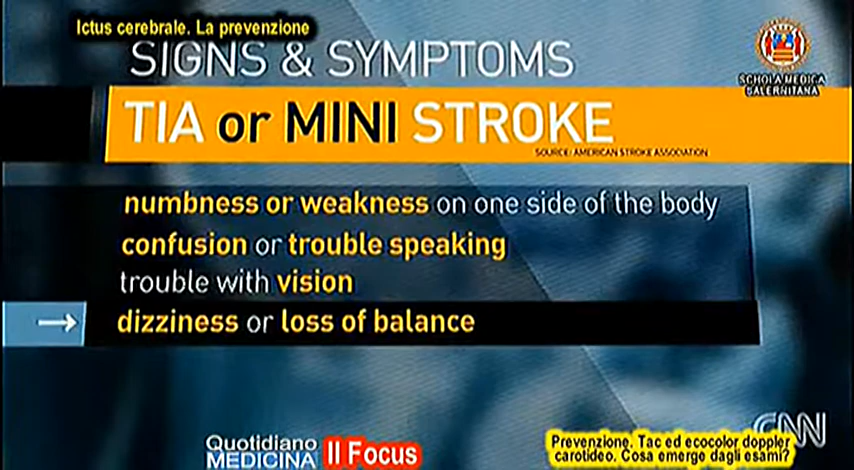 Ictus cerebrale. La prevenzione
SIGNS & SYMPTOMS
SCHOLA MEDICA
SALERNITANA
TIA or MINI STROKE
SOURCE: AMERICAN STROKE ASSOCIATION
numbness or weakness on one side of the body
confusion or trouble speaking
trouble with vision
dizziness or loss of balance
CNN
Quotidiano
MEDICINA Il Focus
Prevenzione. Tac ed ecocolor doppler
carotideo. Cosa emerge dagli esami?